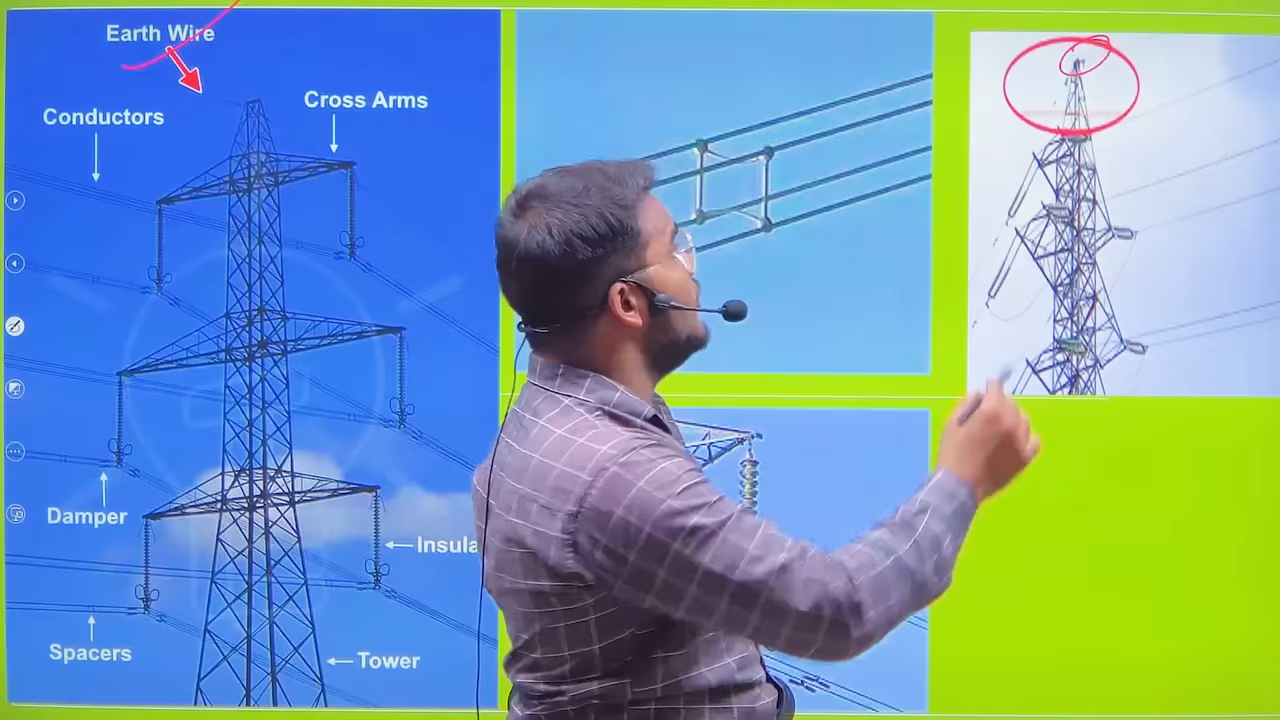 Earth Wire
Cross Arms
Conductors
Damper
Insula
Spacers
Tower